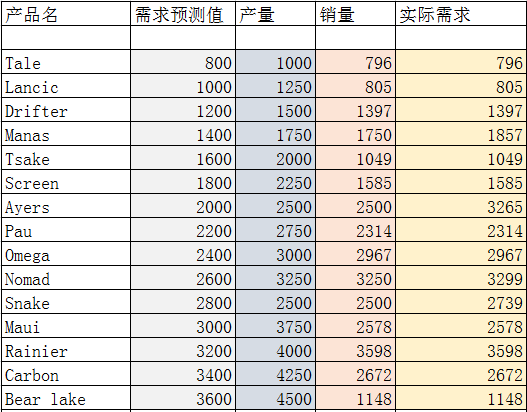 产品名 需求预测值 产量 销量 实际需求
Tale 800 1000 796 796
Lancic 1000 1250 805 805
Drifter 1200 1500 1397 1397
Manas 1400 1750 1750 1857
Tsake 1600 2000 1049 1049
Screen 1800 2250 1585 1585
Ayers 2000 2500 2500 3265
Pau 2200 2750 2314 2314
Omega 2400 3000 2967 2967
Nomad 2600 3250 3250 3299
Snake 2800 2500 2500 2739
Maui 3000 3750 2578 2578
Rainier 3200 4000 3598 3598
Carbon 3400 4250 2672 2672
Bear lake 3600 4500 1148 1148